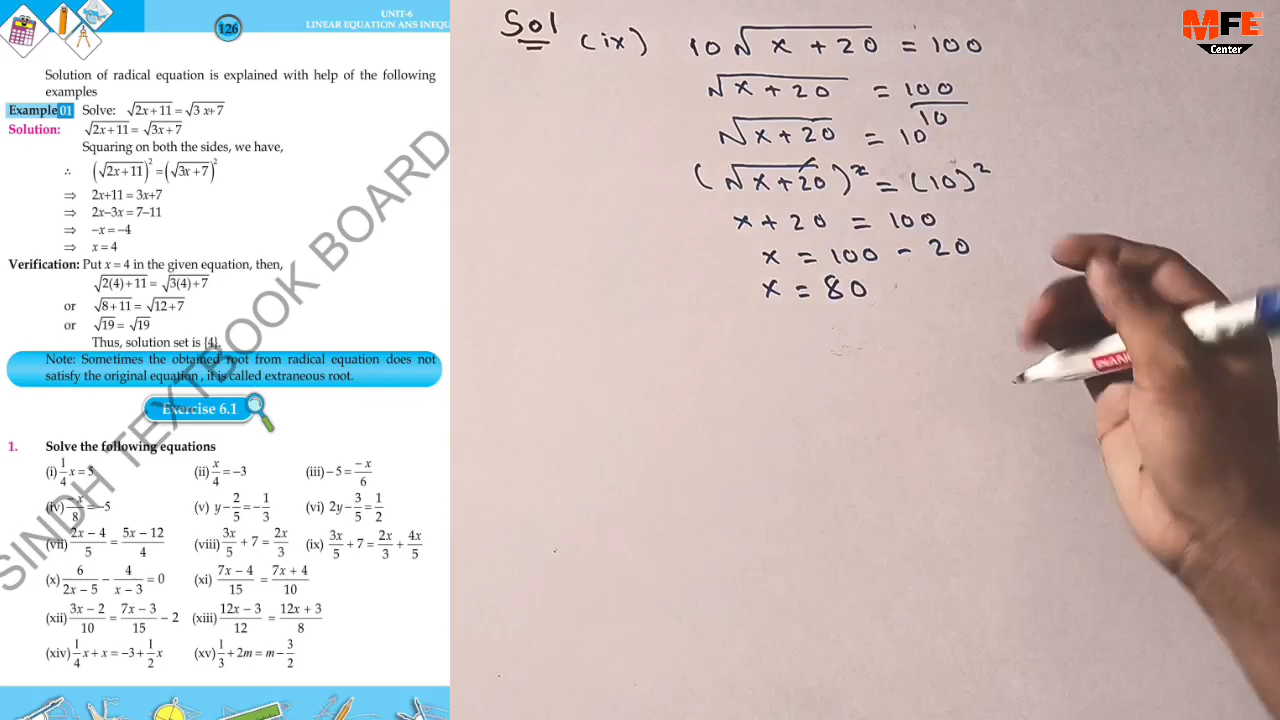 126
UNIT-6
LINEAR EQUATION ANS INEQU
Solution of radical equation is explained with help of the following
examples
Example 01 Solve: √(2x+11) = √(3x+7)
Solution: √(2x+11) = √(3x+7)
Squaring on both the sides, we have,
∴ (√(2x+11))² = (√(3x+7))²
⇒ 2x+11 = 3x+7
⇒ 2x–3x = 7–11
⇒ –x = –4
⇒ x = 4
Verification: Put x = 4 in the given equation, then,
√(2(4)+11) = √(3(4)+7)
or √(8+11) = √(12+7)
or √19 = √19
Thus, solution set is {4}.
Note: Sometimes the obtained root from radical equation does not
satisfy the original equation , it is called extraneous root.
Exercise 6.1
1. Solve the following equations
(i) 1/4 x = 5 (ii) x/4 = –3 (iii) –5 = –x/6
(iv) –x/8 = –5 (v) y – 2/5 = – 1/3 (vi) 2y – 3/5 = 1/2
(vii) (2x – 4)/5 = (5x – 12)/4 (viii) 3x/5 + 7 = 2x/3 (ix) 3x/5 + 7 = 2x/3 + 4x/5
(x) 6/(2x – 5) – 4/(x – 3) = 0 (xi) (7x – 4)/15 = (7x + 4)/10
(xii) (3x – 2)/10 = (7x – 3)/15 – 2 (xiii) (12x – 3)/12 = (12x + 3)/8
(xiv) 1/4 x + x = –3 + 1/2 x (xv) 1/3 + 2m = m – 3/2
SINDH TEXTBOOK BOARD
Sol (ix) 10√(x + 20) = 100
√(x + 20) = 100/10
√(x + 20) = 10
(√(x + 20))² = (10)²
x + 20 = 100
x = 100 - 20
x = 80
MFE
Center